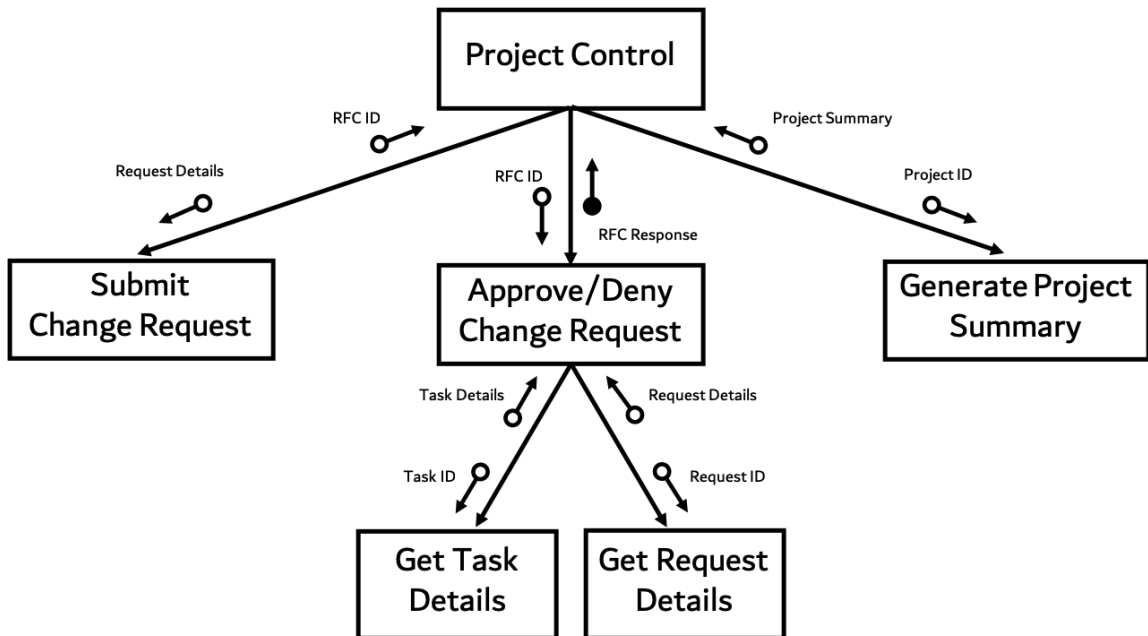 Project Control
RFC ID
Project Summary
Request Details
RFC ID
Project ID
RFC Response
Submit
Change Request
Approve/Deny
Change Request
Generate Project
Summary
Task Details
Request Details
Task ID
Request ID
Get Task
Details
Get Request
Details